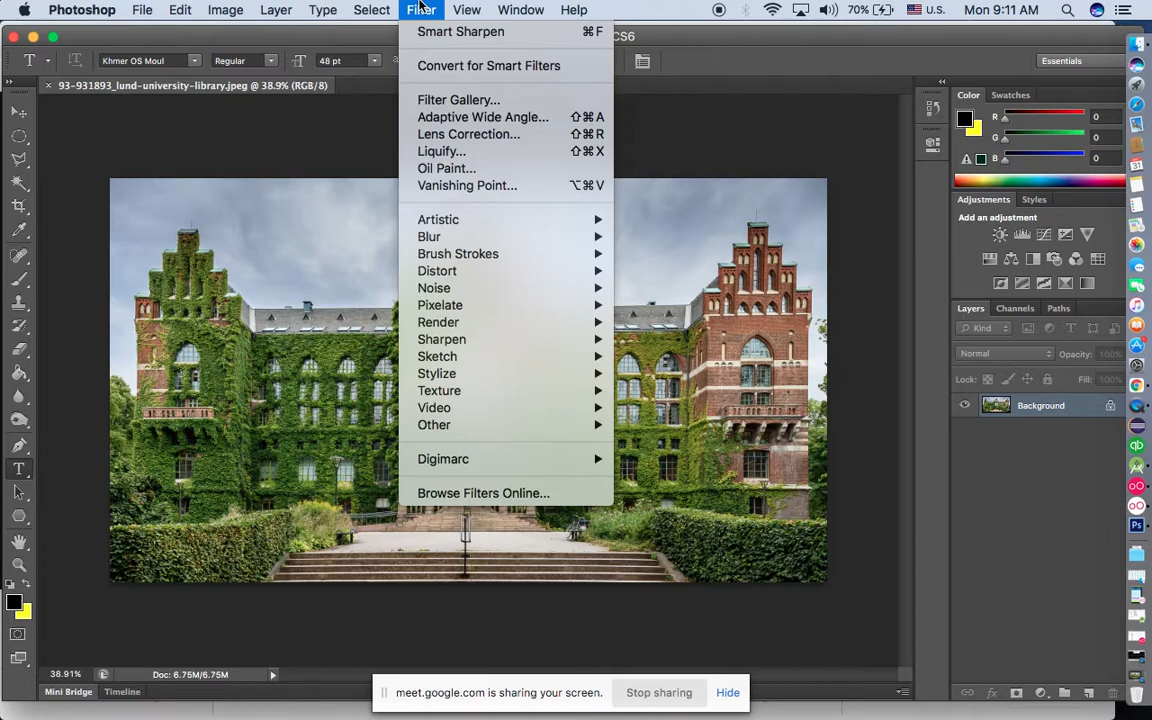 Photoshop File Edit Image Layer Type Select Filter View Window Help 70% U.S. Mon 9:11 AM
CS6
T Khmer OS Moul Regular T 48 pt Essentials
× 93-931893_lund-university-library.jpeg @ 38.9% (RGB/8)
Smart Sharpen ⌘F
Convert for Smart Filters
Filter Gallery...
Adaptive Wide Angle... ⇧⌘A
Lens Correction... ⇧⌘R
Liquify... ⇧⌘X
Oil Paint...
Vanishing Point... ⌥⌘V
Artistic
Blur
Brush Strokes
Distort
Noise
Pixelate
Render
Sharpen
Sketch
Stylize
Texture
Video
Other
Digimarc
Browse Filters Online...
Color Swatches
R 0
G 0
B 0
Adjustments Styles
Add an adjustment
Layers Channels Paths
Kind
Normal Opacity: 100%
Lock: Fill: 100%
Background
38.91% Doc: 6.75M/6.75M
Mini Bridge Timeline
meet.google.com is sharing your screen. Stop sharing Hide